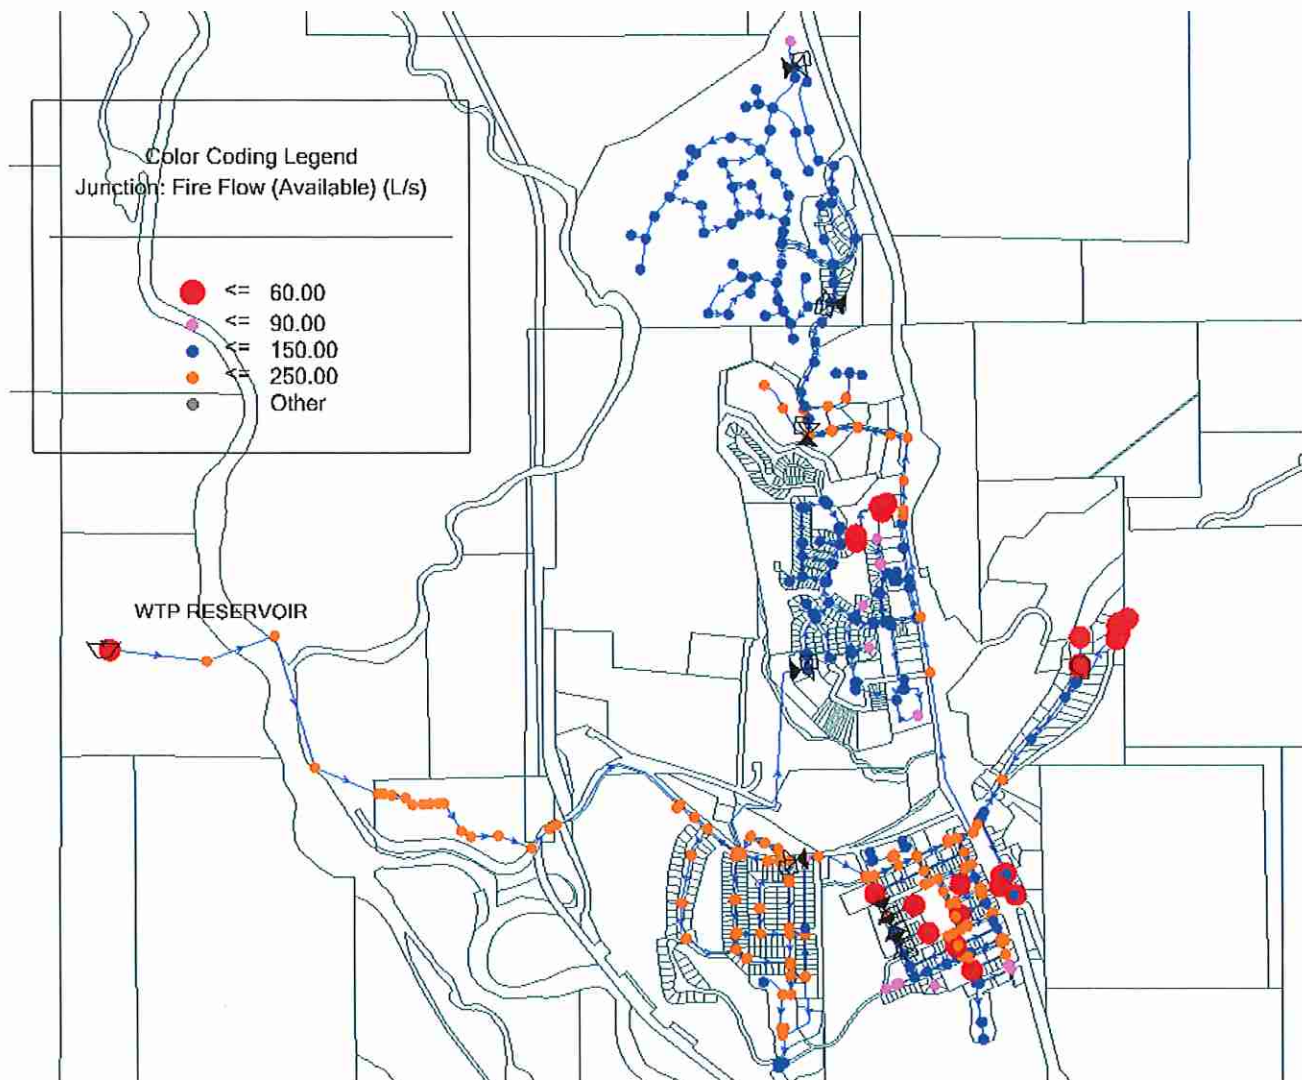 Color Coding Legend
Junction: Fire Flow (Available) (L/s)
<= 60.00
<= 90.00
<= 150.00
<= 250.00
Other
WTP RESERVOIR